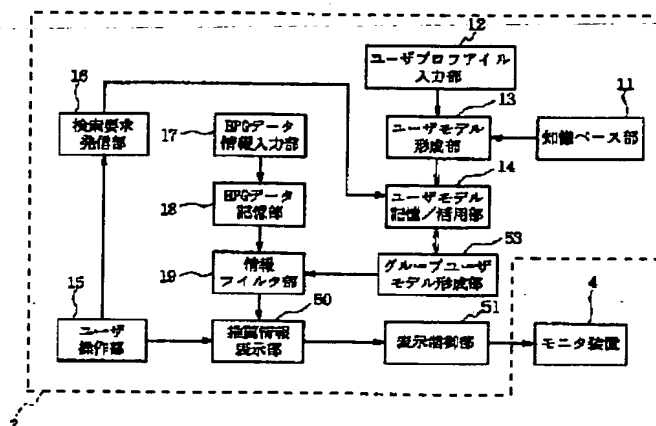 12
ユーザプロファイル
入力部
16
検索要求
発信部
17
EPGデータ
情報入力部
13
ユーザモデル
形成部
11
知識ベース部
14
ユーザモデル
記憶/活用部
18
EPGデータ
記憶部
53
グループユーザ
モデル形成部
19
情報
フィルタ部
15
ユーザ
操作部
50
推薦情報
表示部
51
表示制御部
4
モニタ装置
2